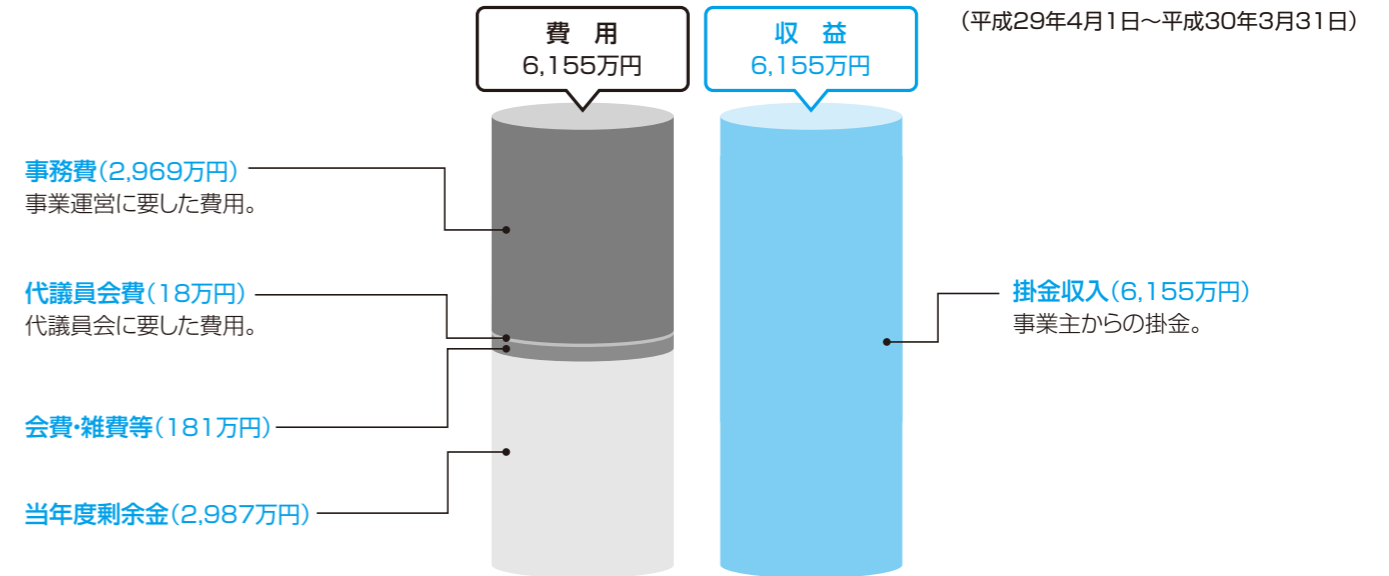 (平成29年4月1日〜平成30年3月31日)
費 用
6,155万円
収 益
6,155万円
事務費(2,969万円)
事業運営に要した費用。
代議員会費(18万円)
代議員会に要した費用。
会費・雑費等(181万円)
当年度剰余金(2,987万円)
掛金収入(6,155万円)
事業主からの掛金。